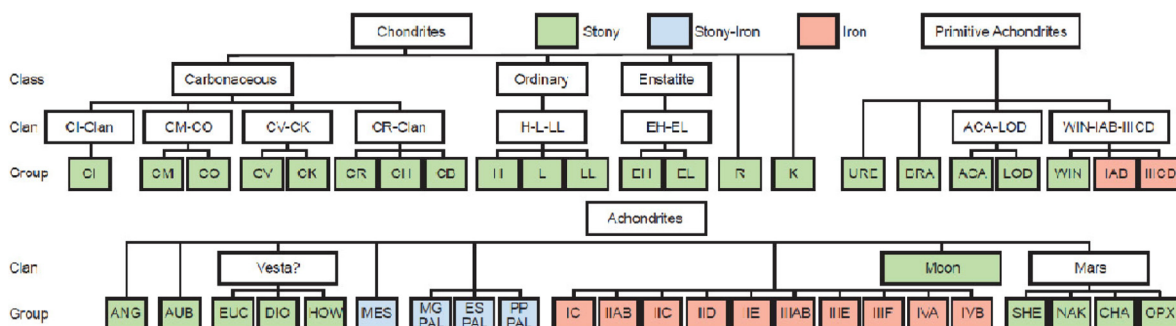 Chondrites Stony Stony-Iron Iron Primitive Achondrites
Class Carbonaceous Ordinary Enstatite
Clan CI-Clan CM-CO CV-CK CR-Clan H-L-LL EH-EL ACA-LOD WIN-IAB-IIICD
Group CI CM CO CV CK CR CH CB H L LL EH EL R K URE BRA ACA LOD WIN IAB IIICD
Achondrites
Clan Vesta? Moon Mars
Group ANG AUB EUC DIO HOW MES MG PAL ES PAL PP PAL IC IIAB IIC IID IIE IIIAB IIIE IIIF IVA IVB SHE NAK CHA OPX